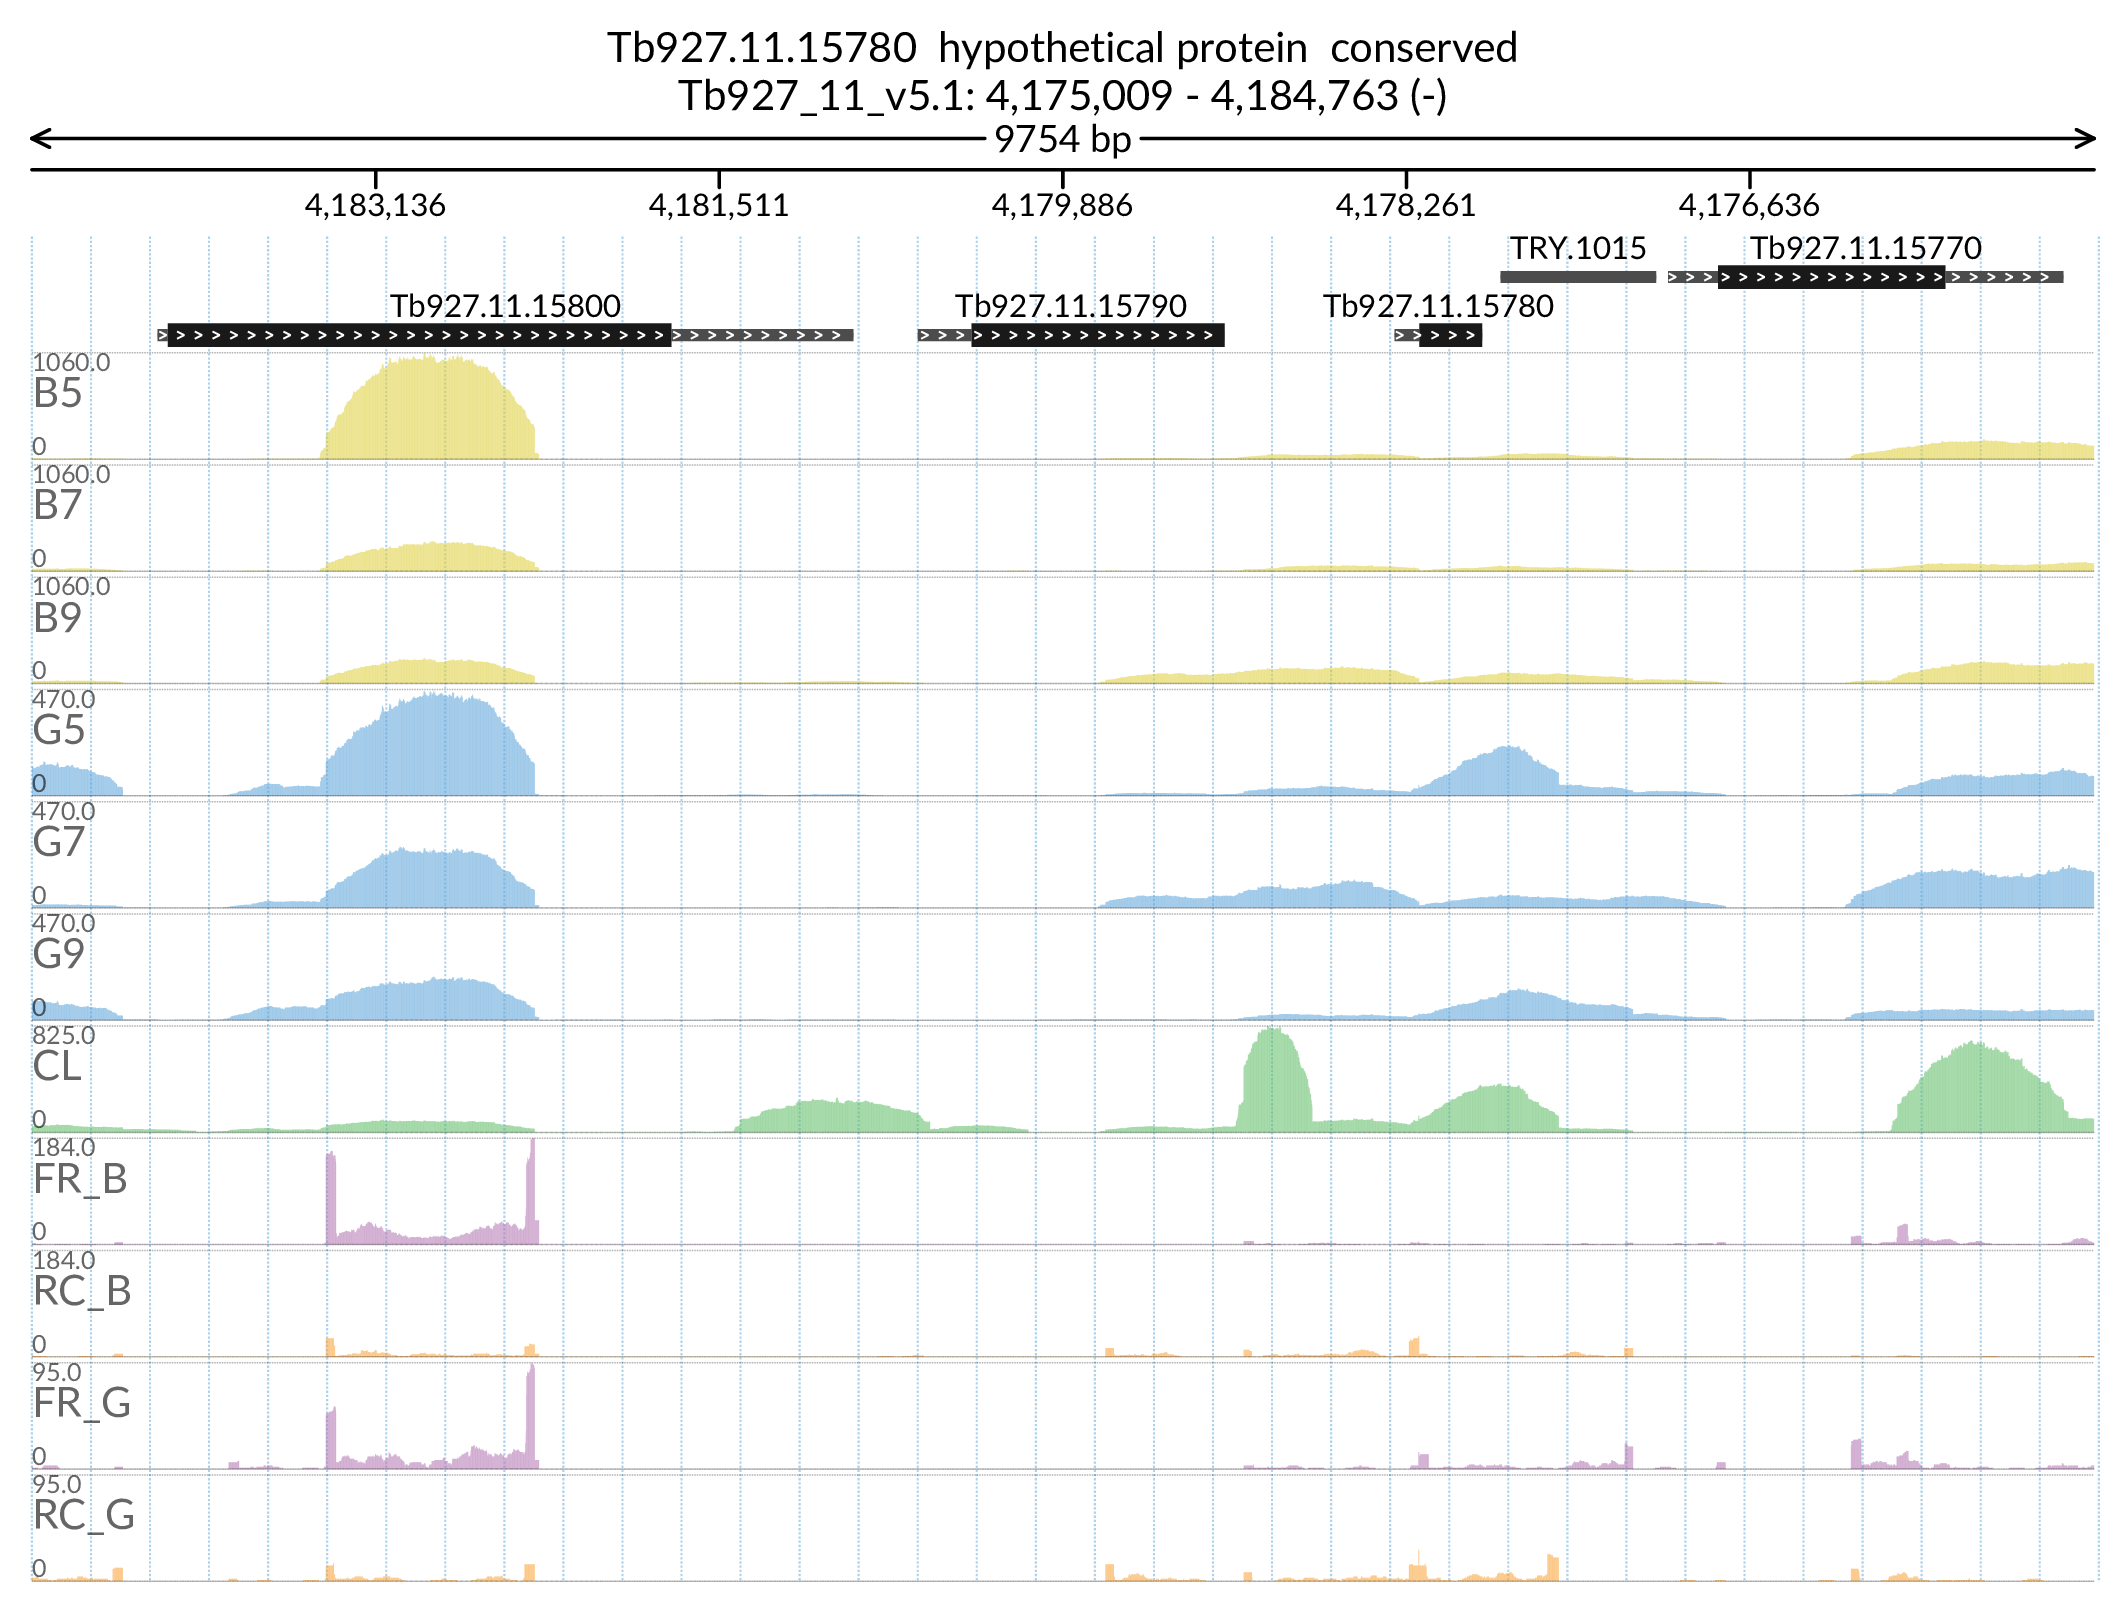 Tb927.11.15780  hypothetical protein  conserved
Tb927_11_v5.1: 4,175,009 - 4,184,763 (-)
9754 bp
4,183,136 4,181,511 4,179,886 4,178,261 4,176,636
TRY.1015 Tb927.11.15770
Tb927.11.15800 Tb927.11.15790 Tb927.11.15780
1060.0
B5
0
1060.0
B7
0
1060.0
B9
0
470.0
G5
0
470.0
G7
0
470.0
G9
0
825.0
CL
0
184.0
FR_B
0
184.0
RC_B
0
95.0
FR_G
0
95.0
RC_G
0